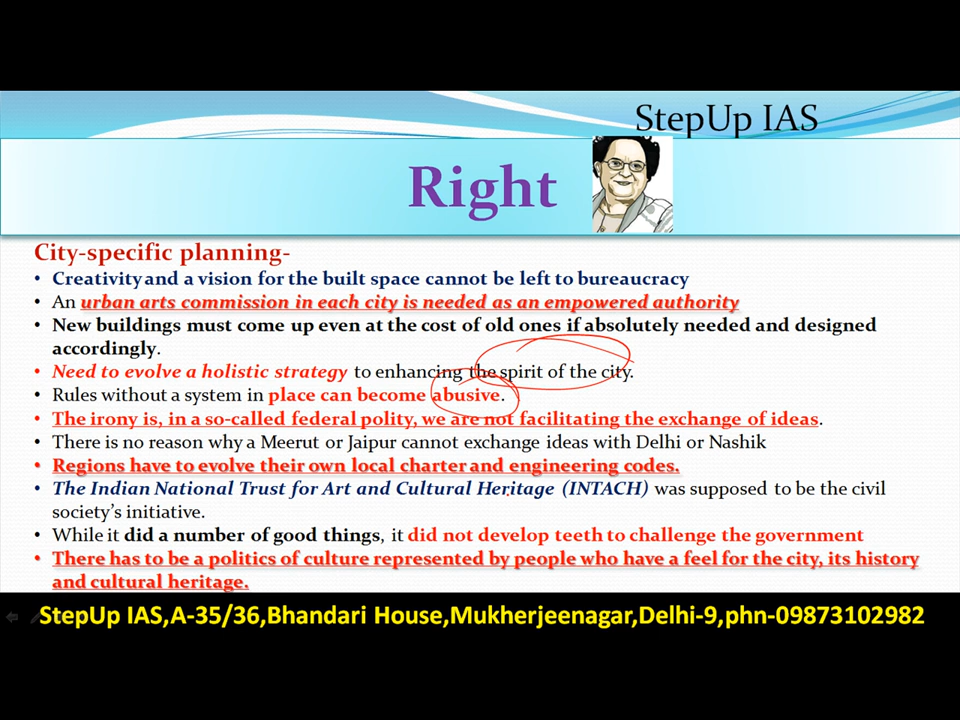 StepUp IAS
Right
City-specific planning-
• Creativity and a vision for the built space cannot be left to bureaucracy
• An urban arts commission in each city is needed as an empowered authority
• New buildings must come up even at the cost of old ones if absolutely needed and designed
accordingly.
• Need to evolve a holistic strategy to enhancing the spirit of the city.
• Rules without a system in place can become abusive.
• The irony is, in a so-called federal polity, we are not facilitating the exchange of ideas.
• There is no reason why a Meerut or Jaipur cannot exchange ideas with Delhi or Nashik
• Regions have to evolve their own local charter and engineering codes.
• The Indian National Trust for Art and Cultural Heritage (INTACH) was supposed to be the civil
society's initiative.
• While it did a number of good things, it did not develop teeth to challenge the government
• There has to be a politics of culture represented by people who have a feel for the city, its history
and cultural heritage.
StepUp IAS,A-35/36,Bhandari House,Mukherjeenagar,Delhi-9,phn-09873102982